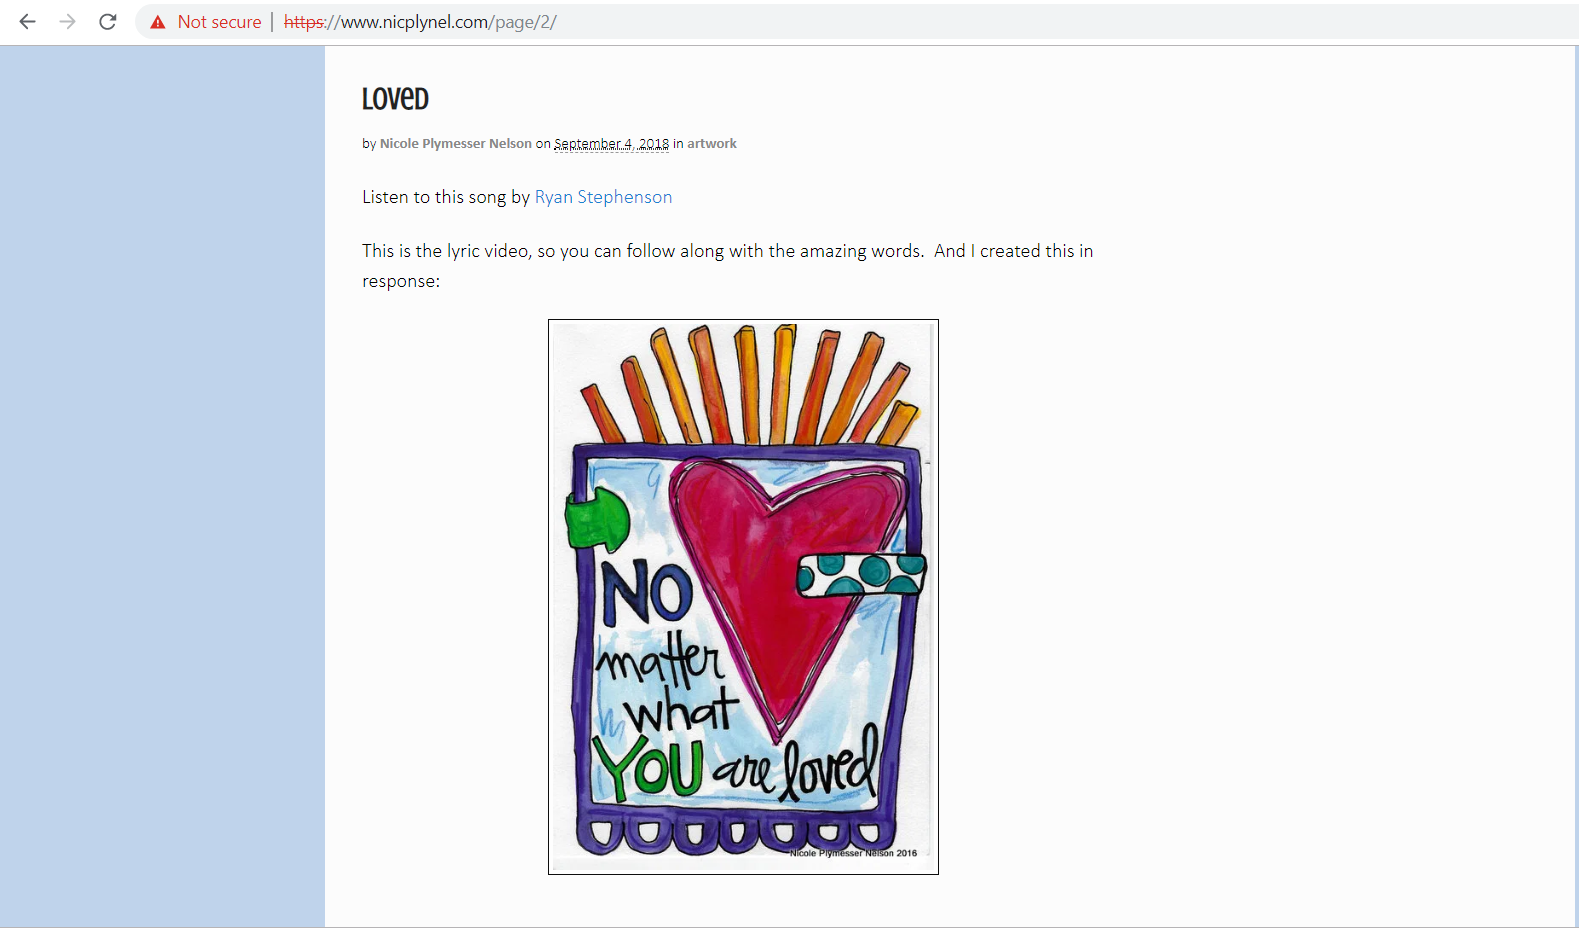 Not secure | https://www.nicplynel.com/page/2/
Loved
by Nicole Plymesser Nelson on September 4, 2018 in artwork
Listen to this song by Ryan Stephenson
This is the lyric video, so you can follow along with the amazing words.  And I created this in
response:
NO
matter
what
YOU are loved
Nicole Plymesser Nelson 2016